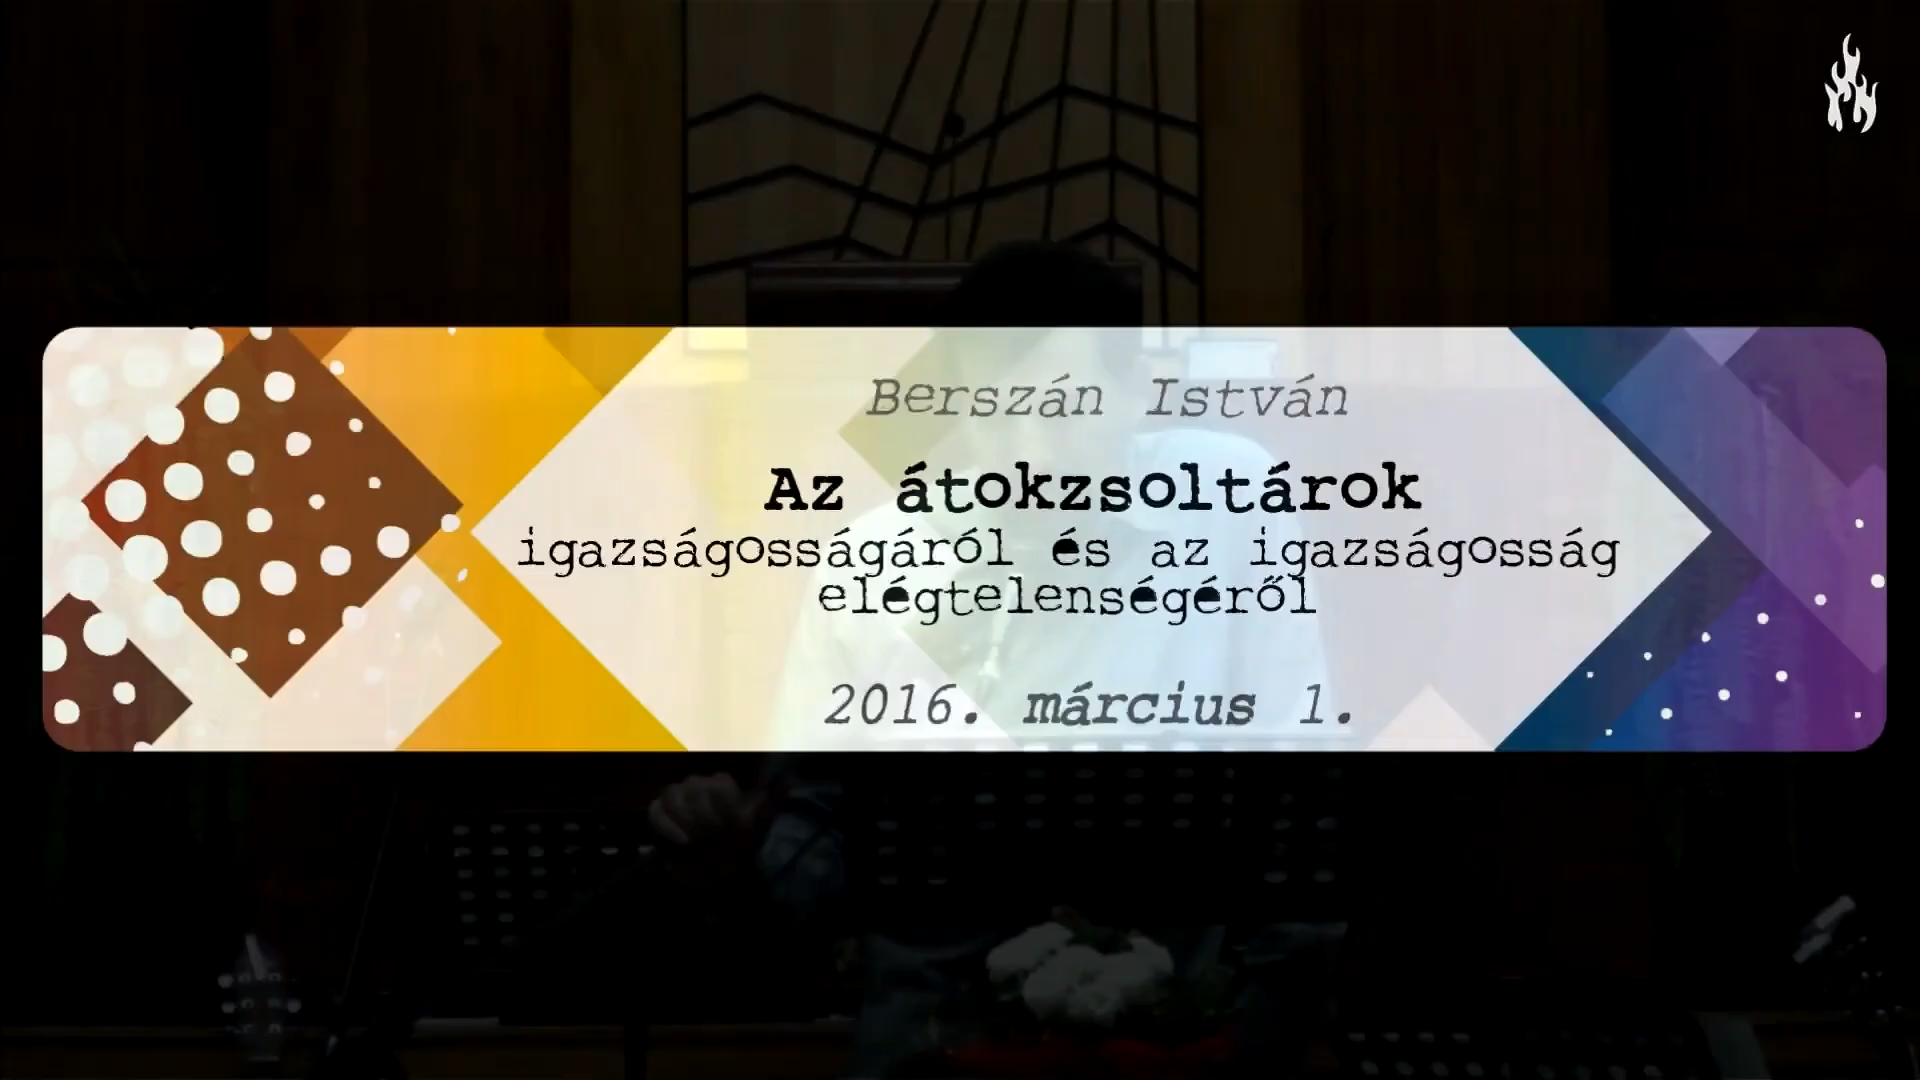 Berszán István
Az átokzsoltárok
igazságosságáról és az igazságosság
elégtelenségéről
2016. március 1.